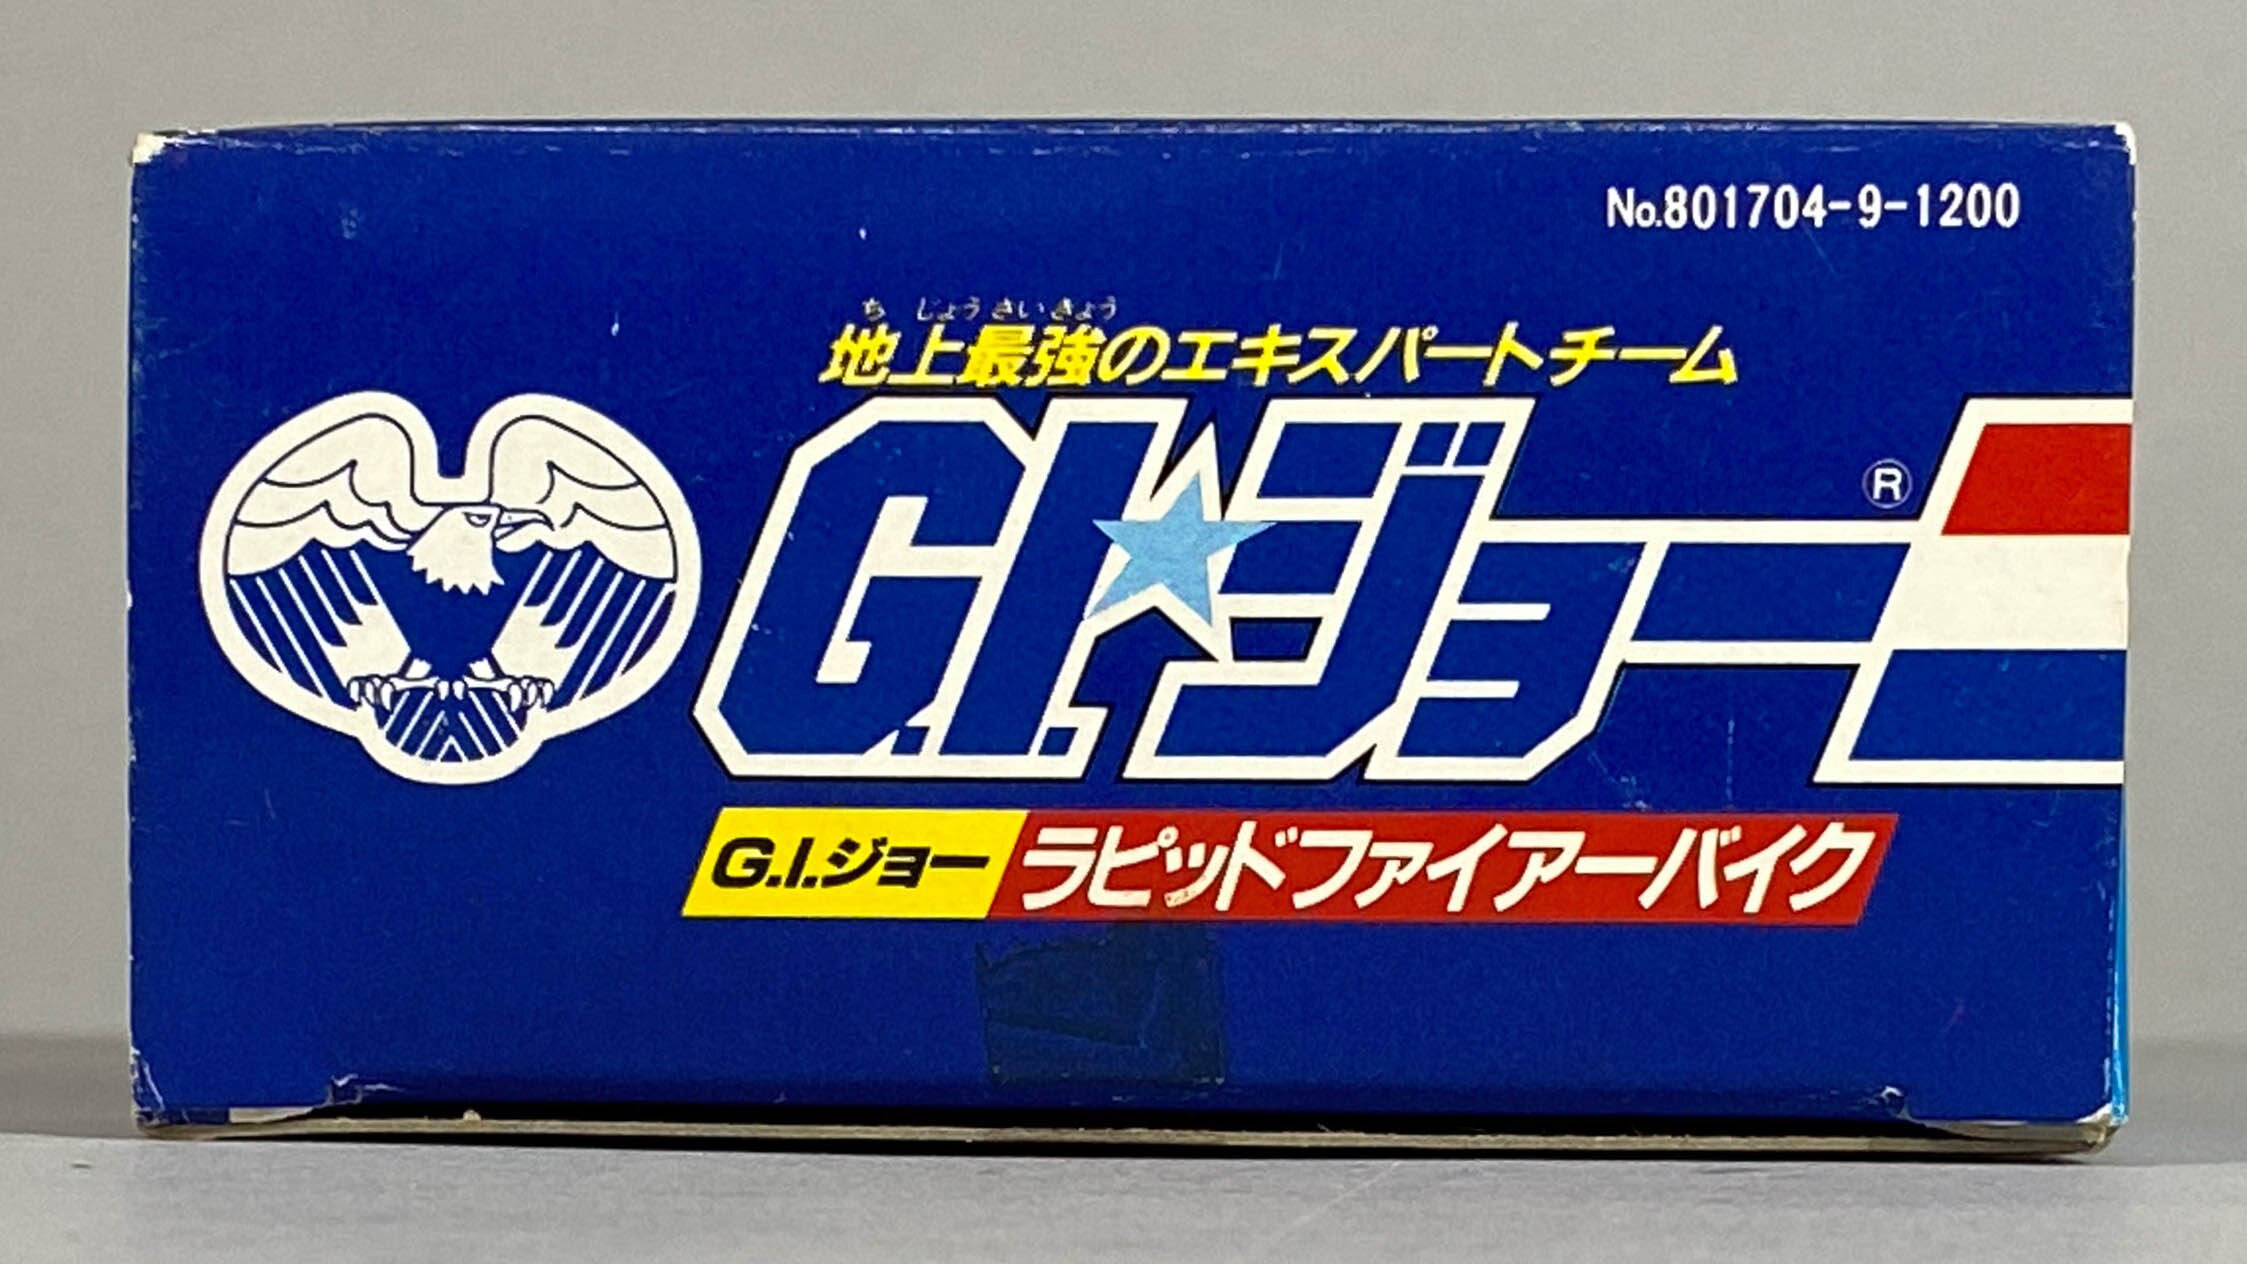 No.801704-9-1200
ち じょう さい きょう
地上最強のエキスパートチーム
G.I.ジョー
®
G.I.ジョー ラピッドファイアーバイク